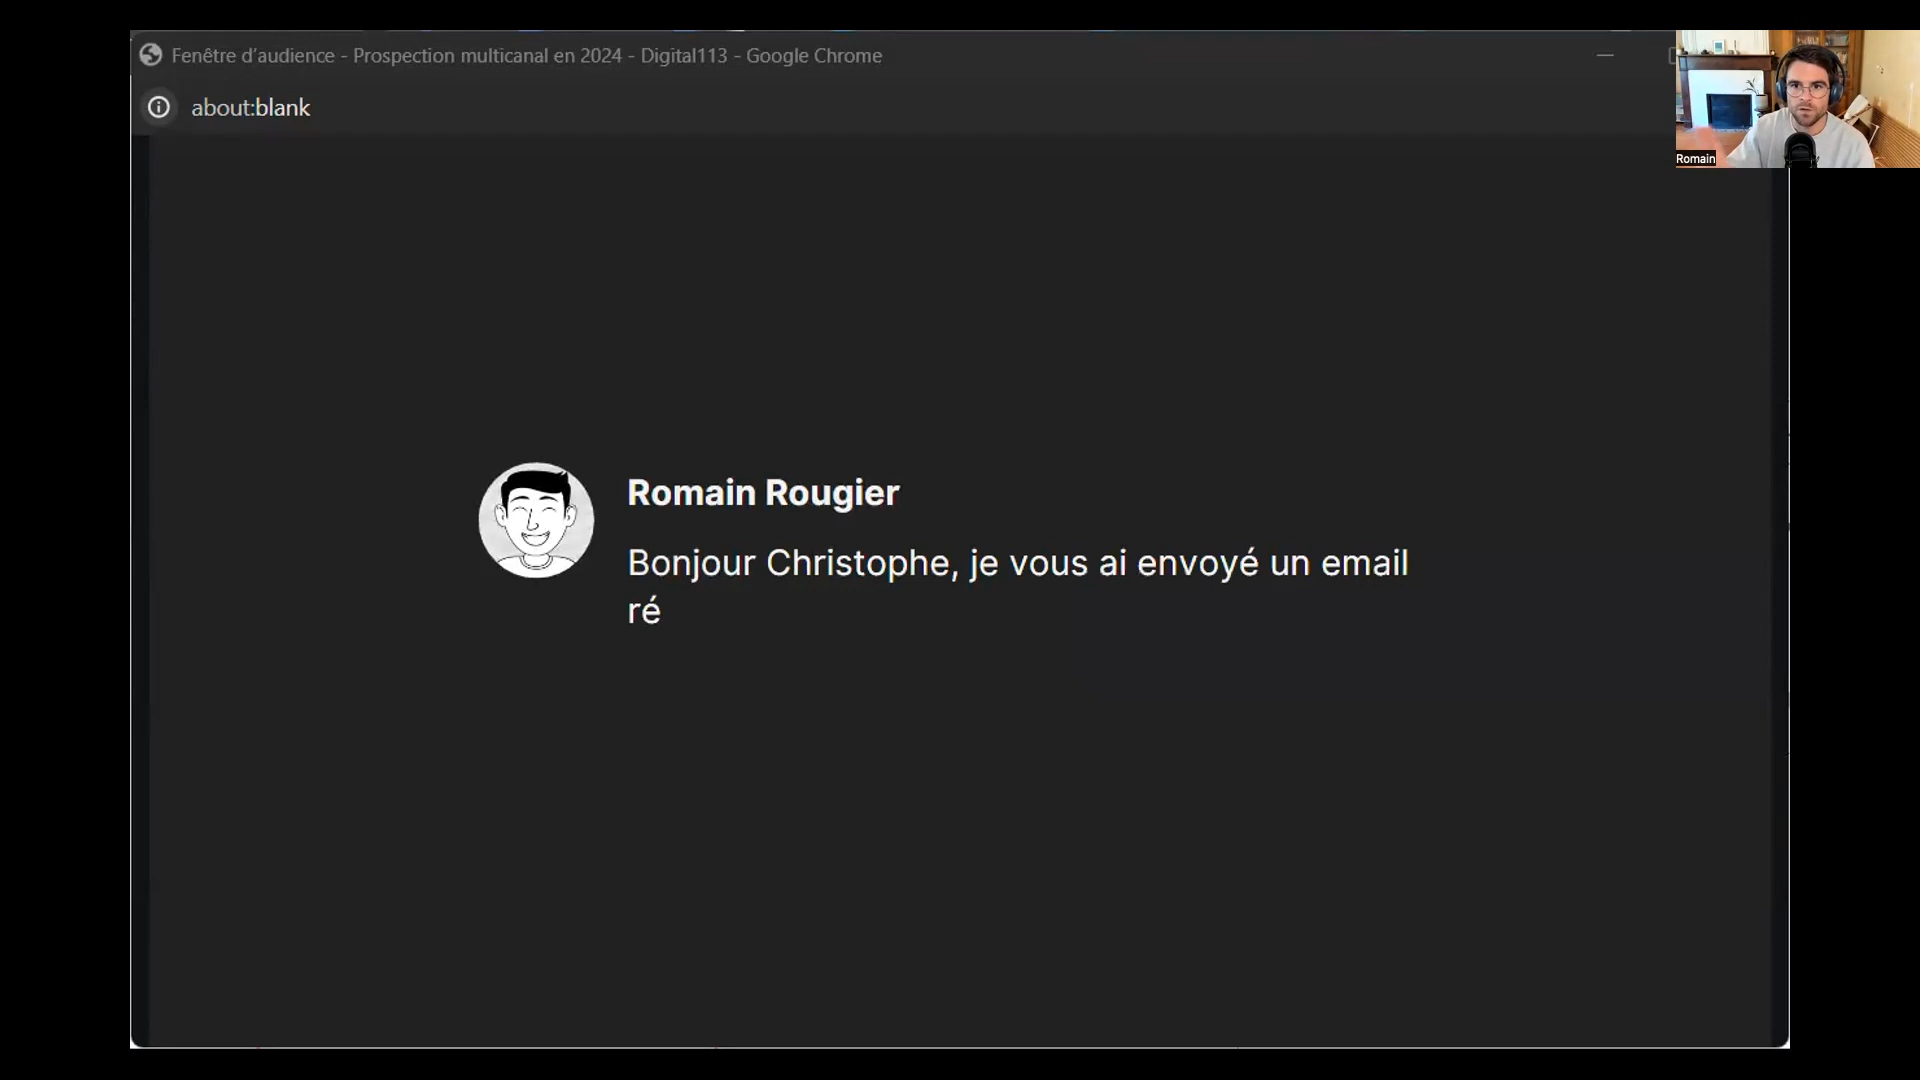 Fenêtre d’audience - Prospection multicanal en 2024 - Digital113 - Google Chrome
about:blank
Romain
Romain Rougier
Bonjour Christophe, je vous ai envoyé un email
ré